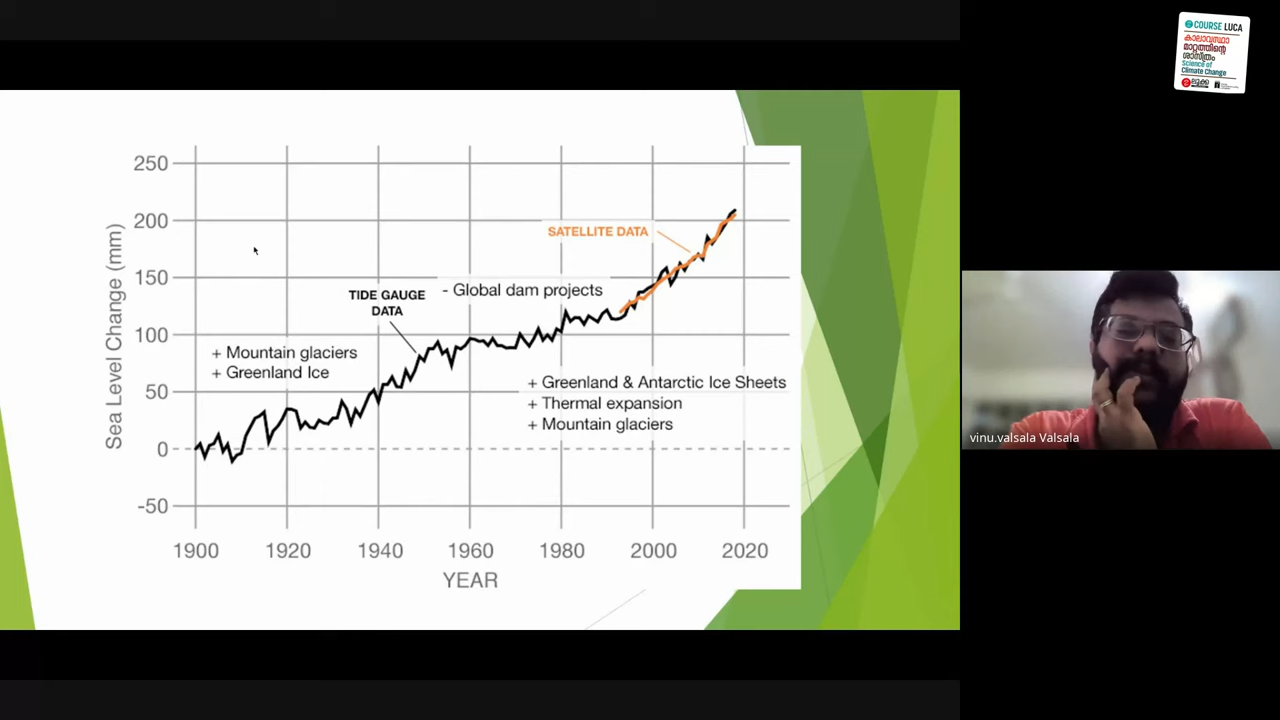 COURSE LUCA
കാലാവസ്ഥാ
മാറ്റത്തിന്റെ
ശാസ്ത്രം
Science of
Climate Change
ലൂക്ക
250
200
150
100
50
0
-50
Sea Level Change (mm)
SATELLITE DATA
- Global dam projects
TIDE GAUGE
DATA
+ Mountain glaciers
+ Greenland Ice
+ Greenland & Antarctic Ice Sheets
+ Thermal expansion
+ Mountain glaciers
1900 1920 1940 1960 1980 2000 2020
YEAR
vinu.valsala Valsala